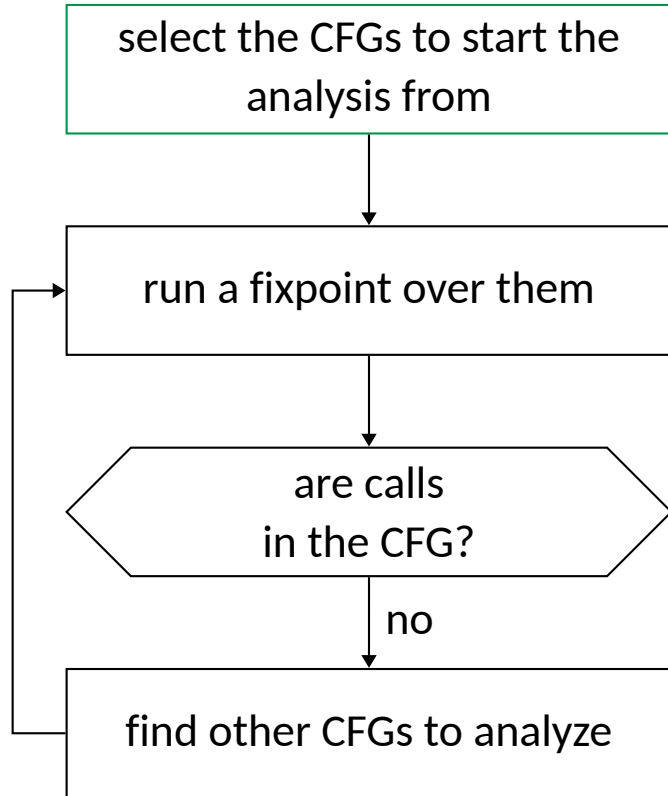 select the CFGs to start the
analysis from
run a fixpoint over them
are calls
in the CFG?
no
find other CFGs to analyze